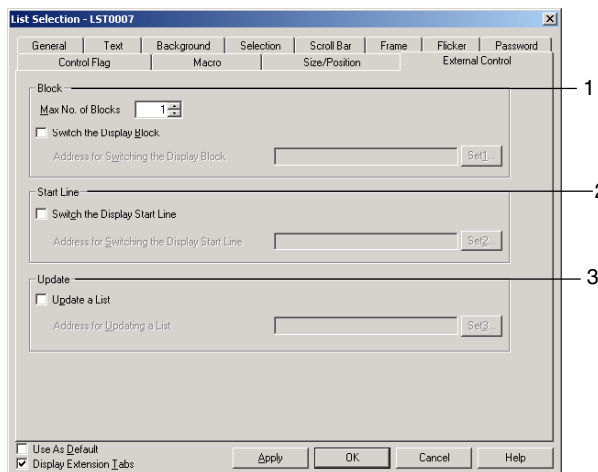 List Selection - LST0007
General Text Background Selection Scroll Bar Frame Flicker Password
Control Flag Macro Size/Position External Control
Block 1
Max No. of Blocks 1
Switch the Display Block
Address for Switching the Display Block Set1...
Start Line 2
Switch the Display Start Line
Address for Switching the Display Start Line Set2...
Update 3
Update a List
Address for Updating a List Set3...
Use As Default
Display Extension Tabs
Apply OK Cancel Help